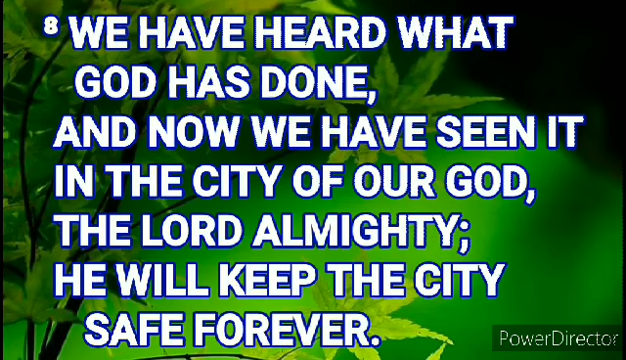 ⁸ WE HAVE HEARD WHAT
GOD HAS DONE,
AND NOW WE HAVE SEEN IT
IN THE CITY OF OUR GOD,
THE LORD ALMIGHTY;
HE WILL KEEP THE CITY
SAFE FOREVER.
PowerDirector